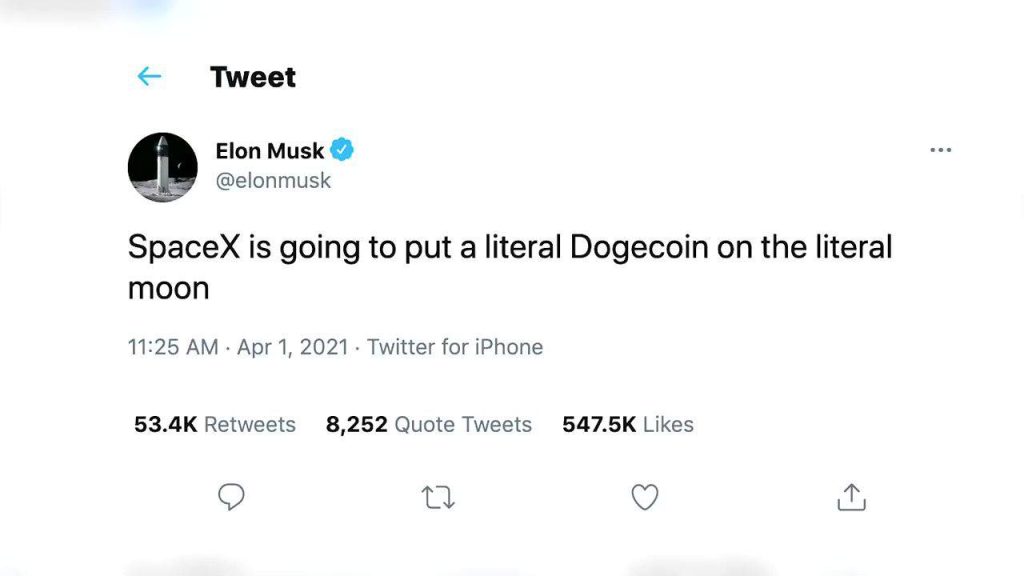 Tweet
Elon Musk
@elonmusk
SpaceX is going to put a literal Dogecoin on the literal
moon
11:25 AM · Apr 1, 2021 · Twitter for iPhone
53.4K Retweets 8,252 Quote Tweets 547.5K Likes